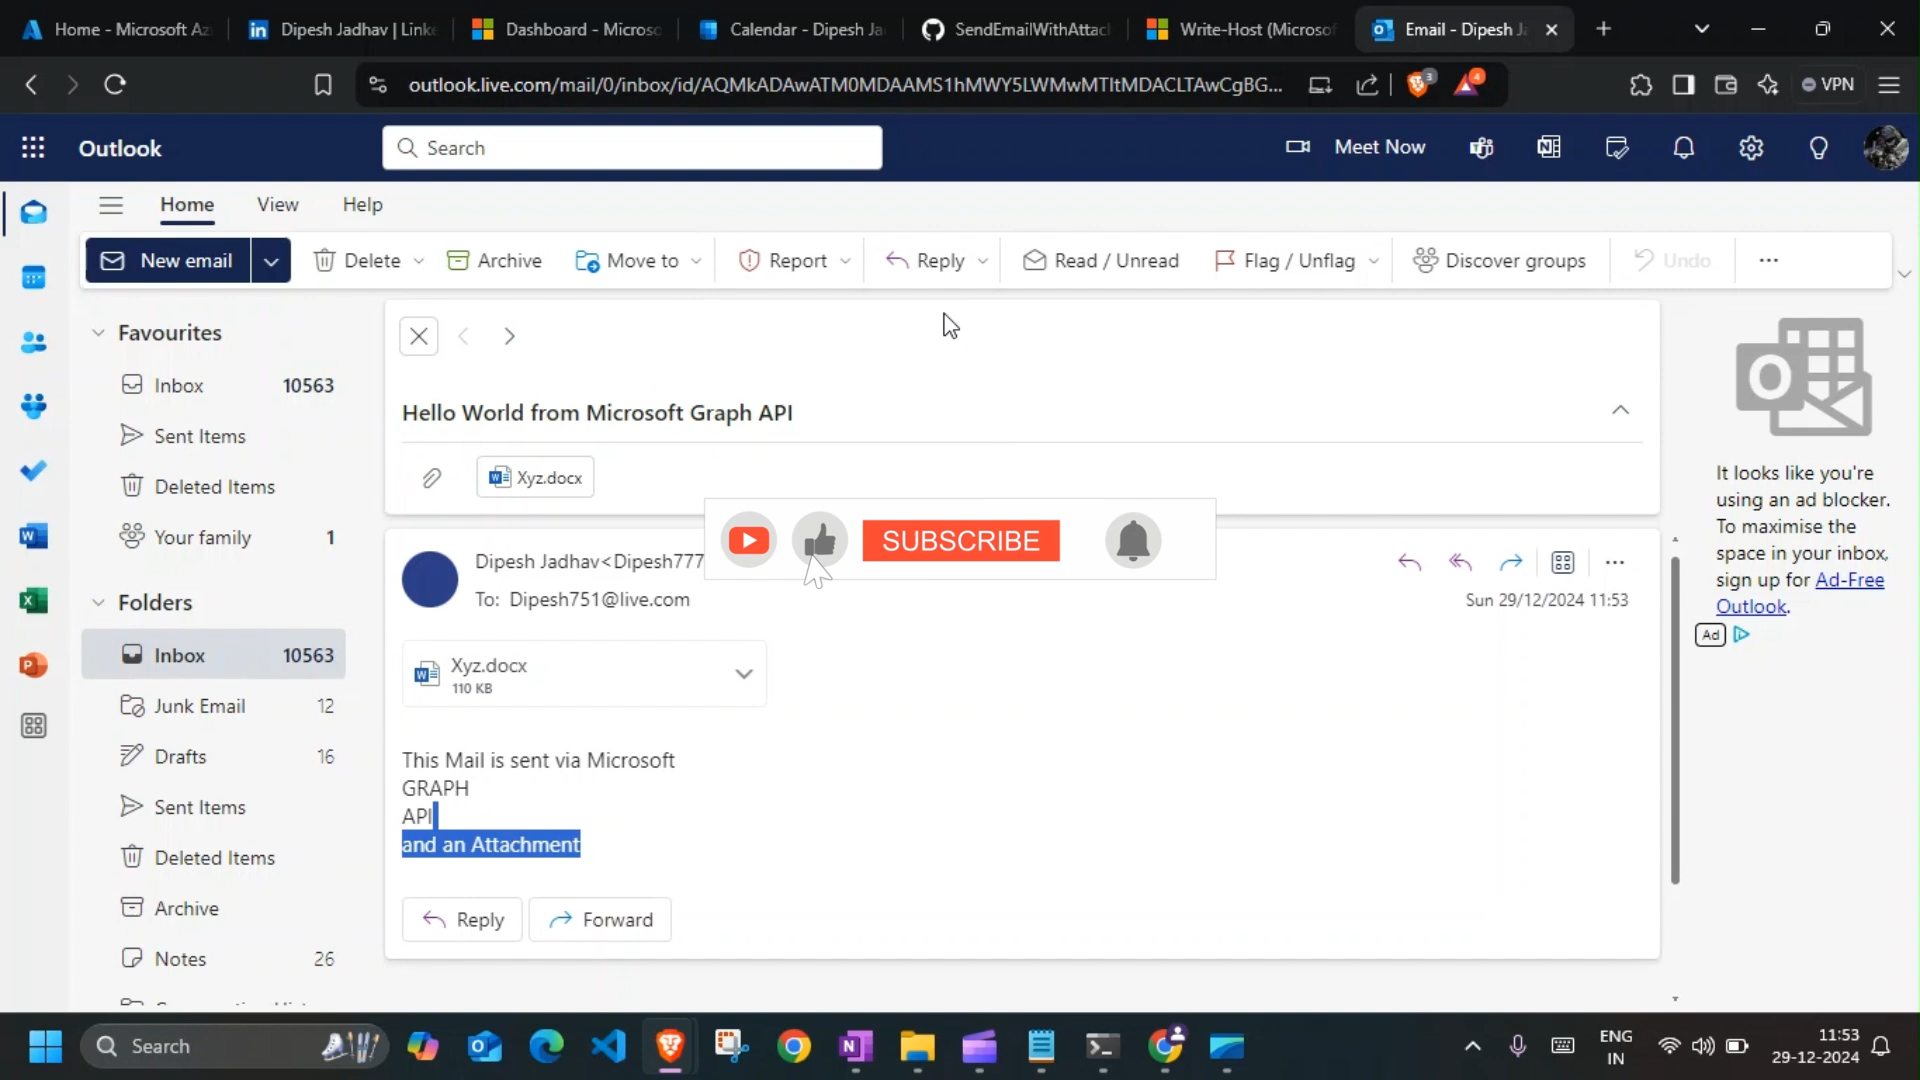 Home - Microsoft Az
Dipesh Jadhav | Linke
Dashboard - Microso
Calendar - Dipesh Ja
SendEmailWithAttach
Write-Host (Microsof
Email - Dipesh J
outlook.live.com/mail/0/inbox/id/AQMkADAwATM0MDAAMS1hMWY5LWMwMTItMDACLTAwCgBG...
3
4
VPN
Outlook
Search
Meet Now
Home
View
Help
New email
Delete
Archive
Move to
Report
Reply
Read / Unread
Flag / Unflag
Discover groups
Undo
Favourites
Inbox 10563
Sent Items
Deleted Items
Your family 1
Folders
Inbox 10563
Junk Email 12
Drafts 16
Sent Items
Deleted Items
Archive
Notes 26
Hello World from Microsoft Graph API
Xyz.docx
SUBSCRIBE
Dipesh Jadhav<Dipesh777
To: Dipesh751@live.com
Sun 29/12/2024 11:53
Xyz.docx
110 KB
This Mail is sent via Microsoft
GRAPH
API
and an Attachment
Reply
Forward
It looks like you're
using an ad blocker.
To maximise the
space in your inbox,
sign up for Ad-Free
Outlook.
Ad
Search
ENG
IN
11:53
29-12-2024